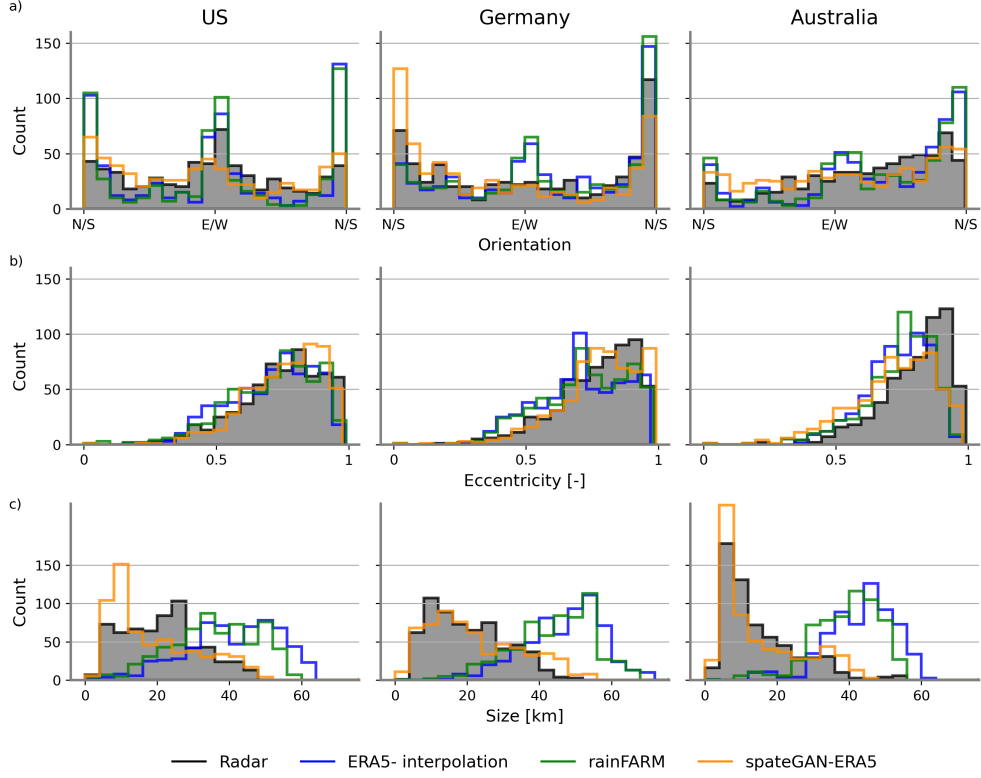 a)
US
Germany
Australia
Count
150
100
50
0
N/S
E/W
N/S
N/S
E/W
N/S
N/S
E/W
N/S
Orientation
b)
Count
150
100
50
0
0
0.5
1
0
0.5
1
0
0.5
1
Eccentricity [-]
c)
Count
150
100
50
0
0
20
40
60
0
20
40
60
0
20
40
60
Size [km]
Radar
ERA5- interpolation
rainFARM
spateGAN-ERA5